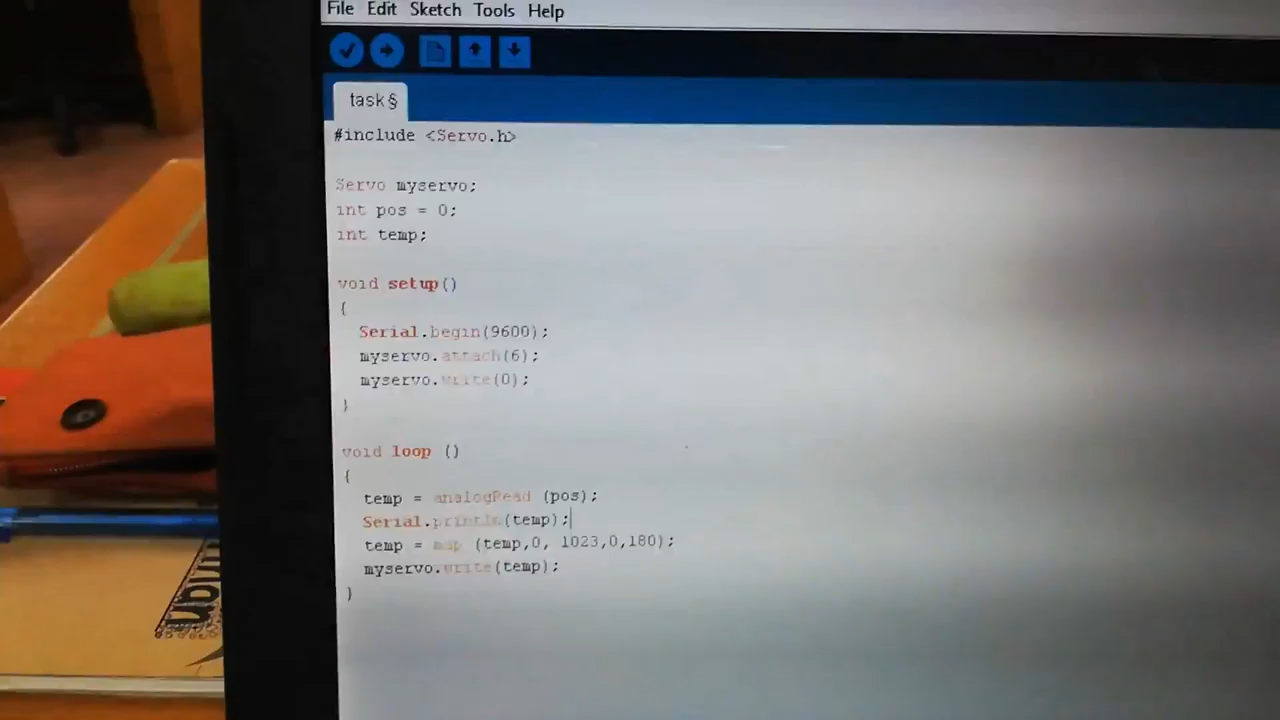 File Edit Sketch Tools Help
task§
#include <Servo.h>
Servo myservo;
int pos = 0;
int temp;
void setup()
{
Serial.begin(9600);
myservo.attach(6);
myservo.write(0);
}
void loop ()
{
temp = analogRead (pos);
Serial.println(temp);
temp = map (temp,0, 1023,0,180);
myservo.write(temp);
}